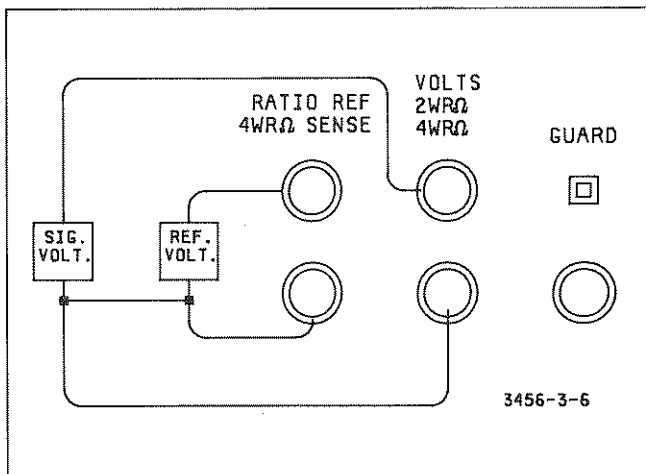 RATIO REF
4WRΩ SENSE
VOLTS
2WRΩ
4WRΩ
GUARD
SIG.
VOLT.
REF.
VOLT.
3456-3-6